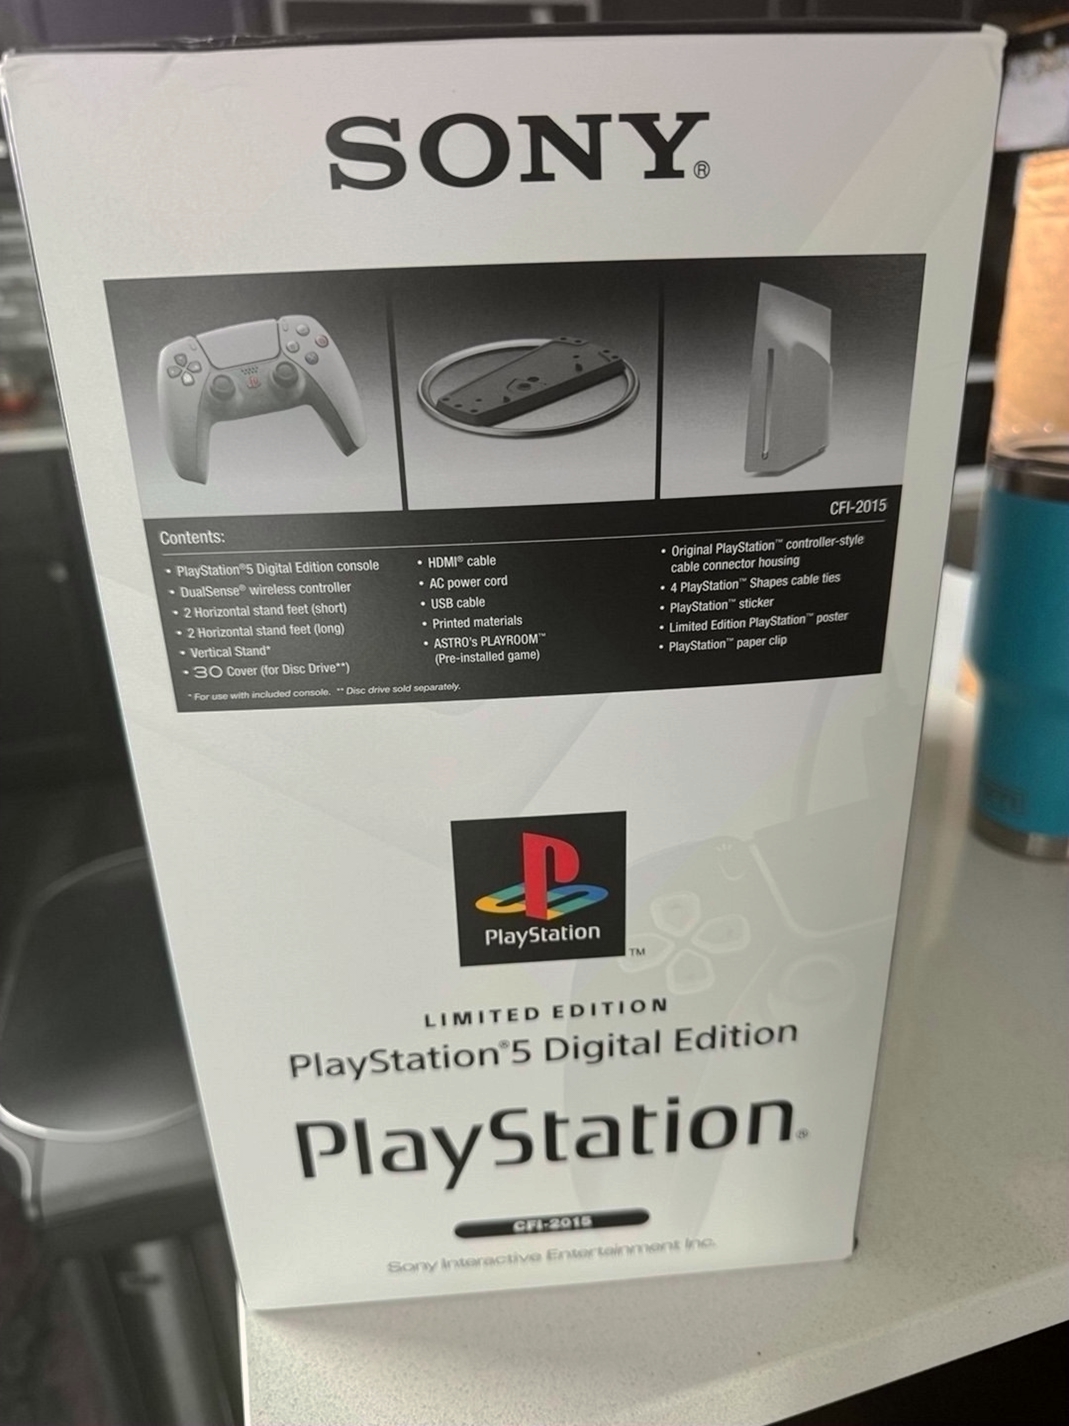 SONY®
CFI-2015
Contents:
• PlayStation®5 Digital Edition console
• DualSense® wireless controller
• 2 Horizontal stand feet (short)
• 2 Horizontal stand feet (long)
• Vertical Stand*
• 30 Cover (for Disc Drive**)
• HDMI® cable
• AC power cord
• USB cable
• Printed materials
• ASTRO's PLAYROOM™
(Pre-installed game)
• Original PlayStation™ controller-style
cable connector housing
• 4 PlayStation™ Shapes cable ties
• PlayStation™ sticker
• Limited Edition PlayStation™ poster
• PlayStation™ paper clip
* For use with included console. ** Disc drive sold separately.
PlayStation
TM
LIMITED EDITION
PlayStation®5 Digital Edition
PlayStation®
CFI-2015
Sony Interactive Entertainment Inc.